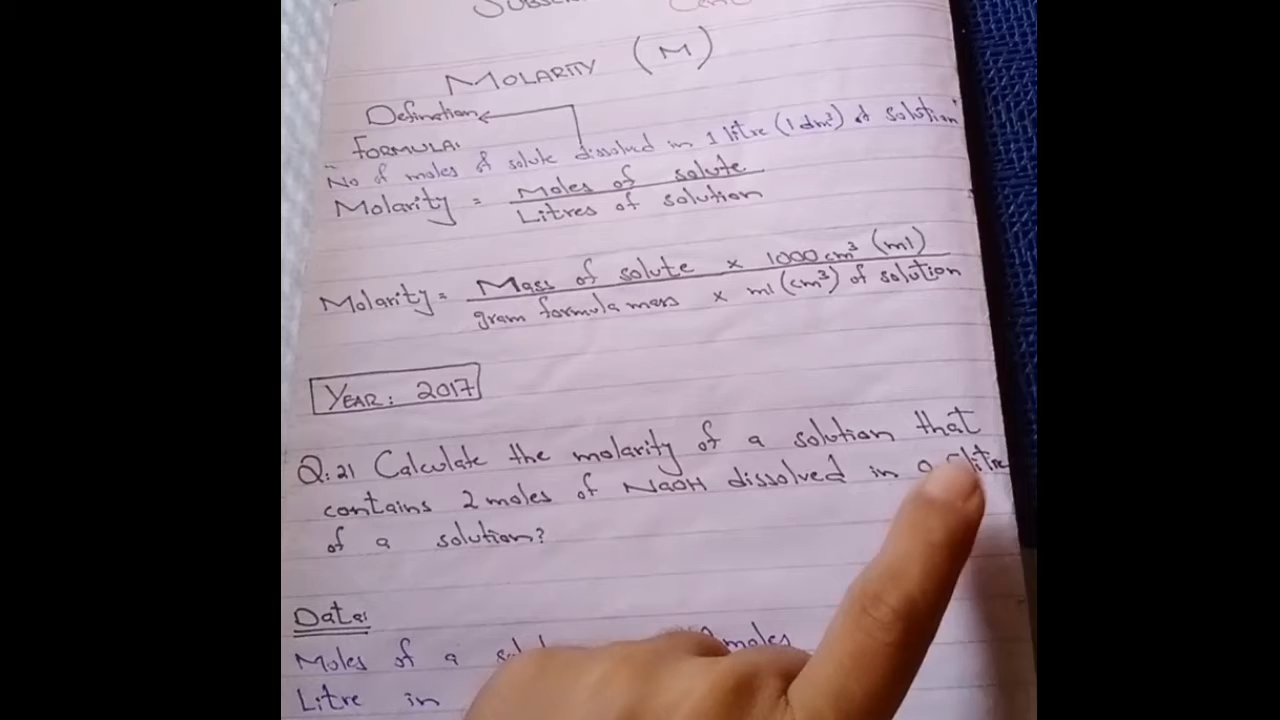 MOLARITY (M)
Defination
FORMULA:
"No of moles of solute dissolved in 1 litre (1 dm³) of solution"
Molarity = Moles of solute
Litres of solution
Molarity = Mass of solute × 1000 cm³ (ml)
gram formula mass × ml (cm³) of solution
YEAR: 2017
Q:21 Calculate the molarity of a solution that
contains 2 moles of NaOH dissolved in litre
of a solution?
Data:
Moles of a moles
Litre in